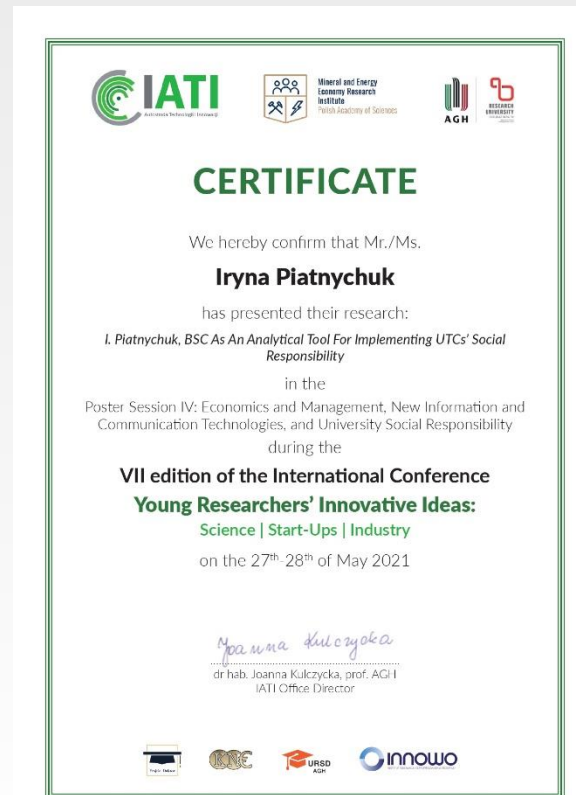 IATI
Mineral and Energy
Economy Research
Institute
Polish Academy of Sciences
AGH
RESEARCH
UNIVERSITY
CERTIFICATE
We hereby confirm that Mr./Ms.
Iryna Piatnychuk
has presented their research:
I. Piatnychuk, BSC As An Analytical Tool For Implementing UTCs' Social
Responsibility
in the
Poster Session IV: Economics and Management, New Information and
Communication Technologies, and University Social Responsibility
during the
VII edition of the International Conference
Young Researchers' Innovative Ideas:
Science | Start-Ups | Industry
on the 27th-28th of May 2021
Joanna Kulczycka
dr hab. Joanna Kulczycka, prof. AGH
IATI Office Director
URSD
AGH
INNOWO